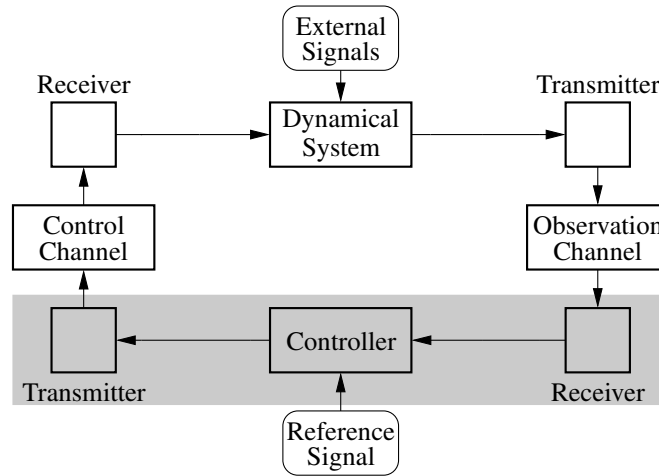 External
Signals
Receiver
Transmitter
Dynamical
System
Control
Channel
Observation
Channel
Controller
Transmitter
Receiver
Reference
Signal